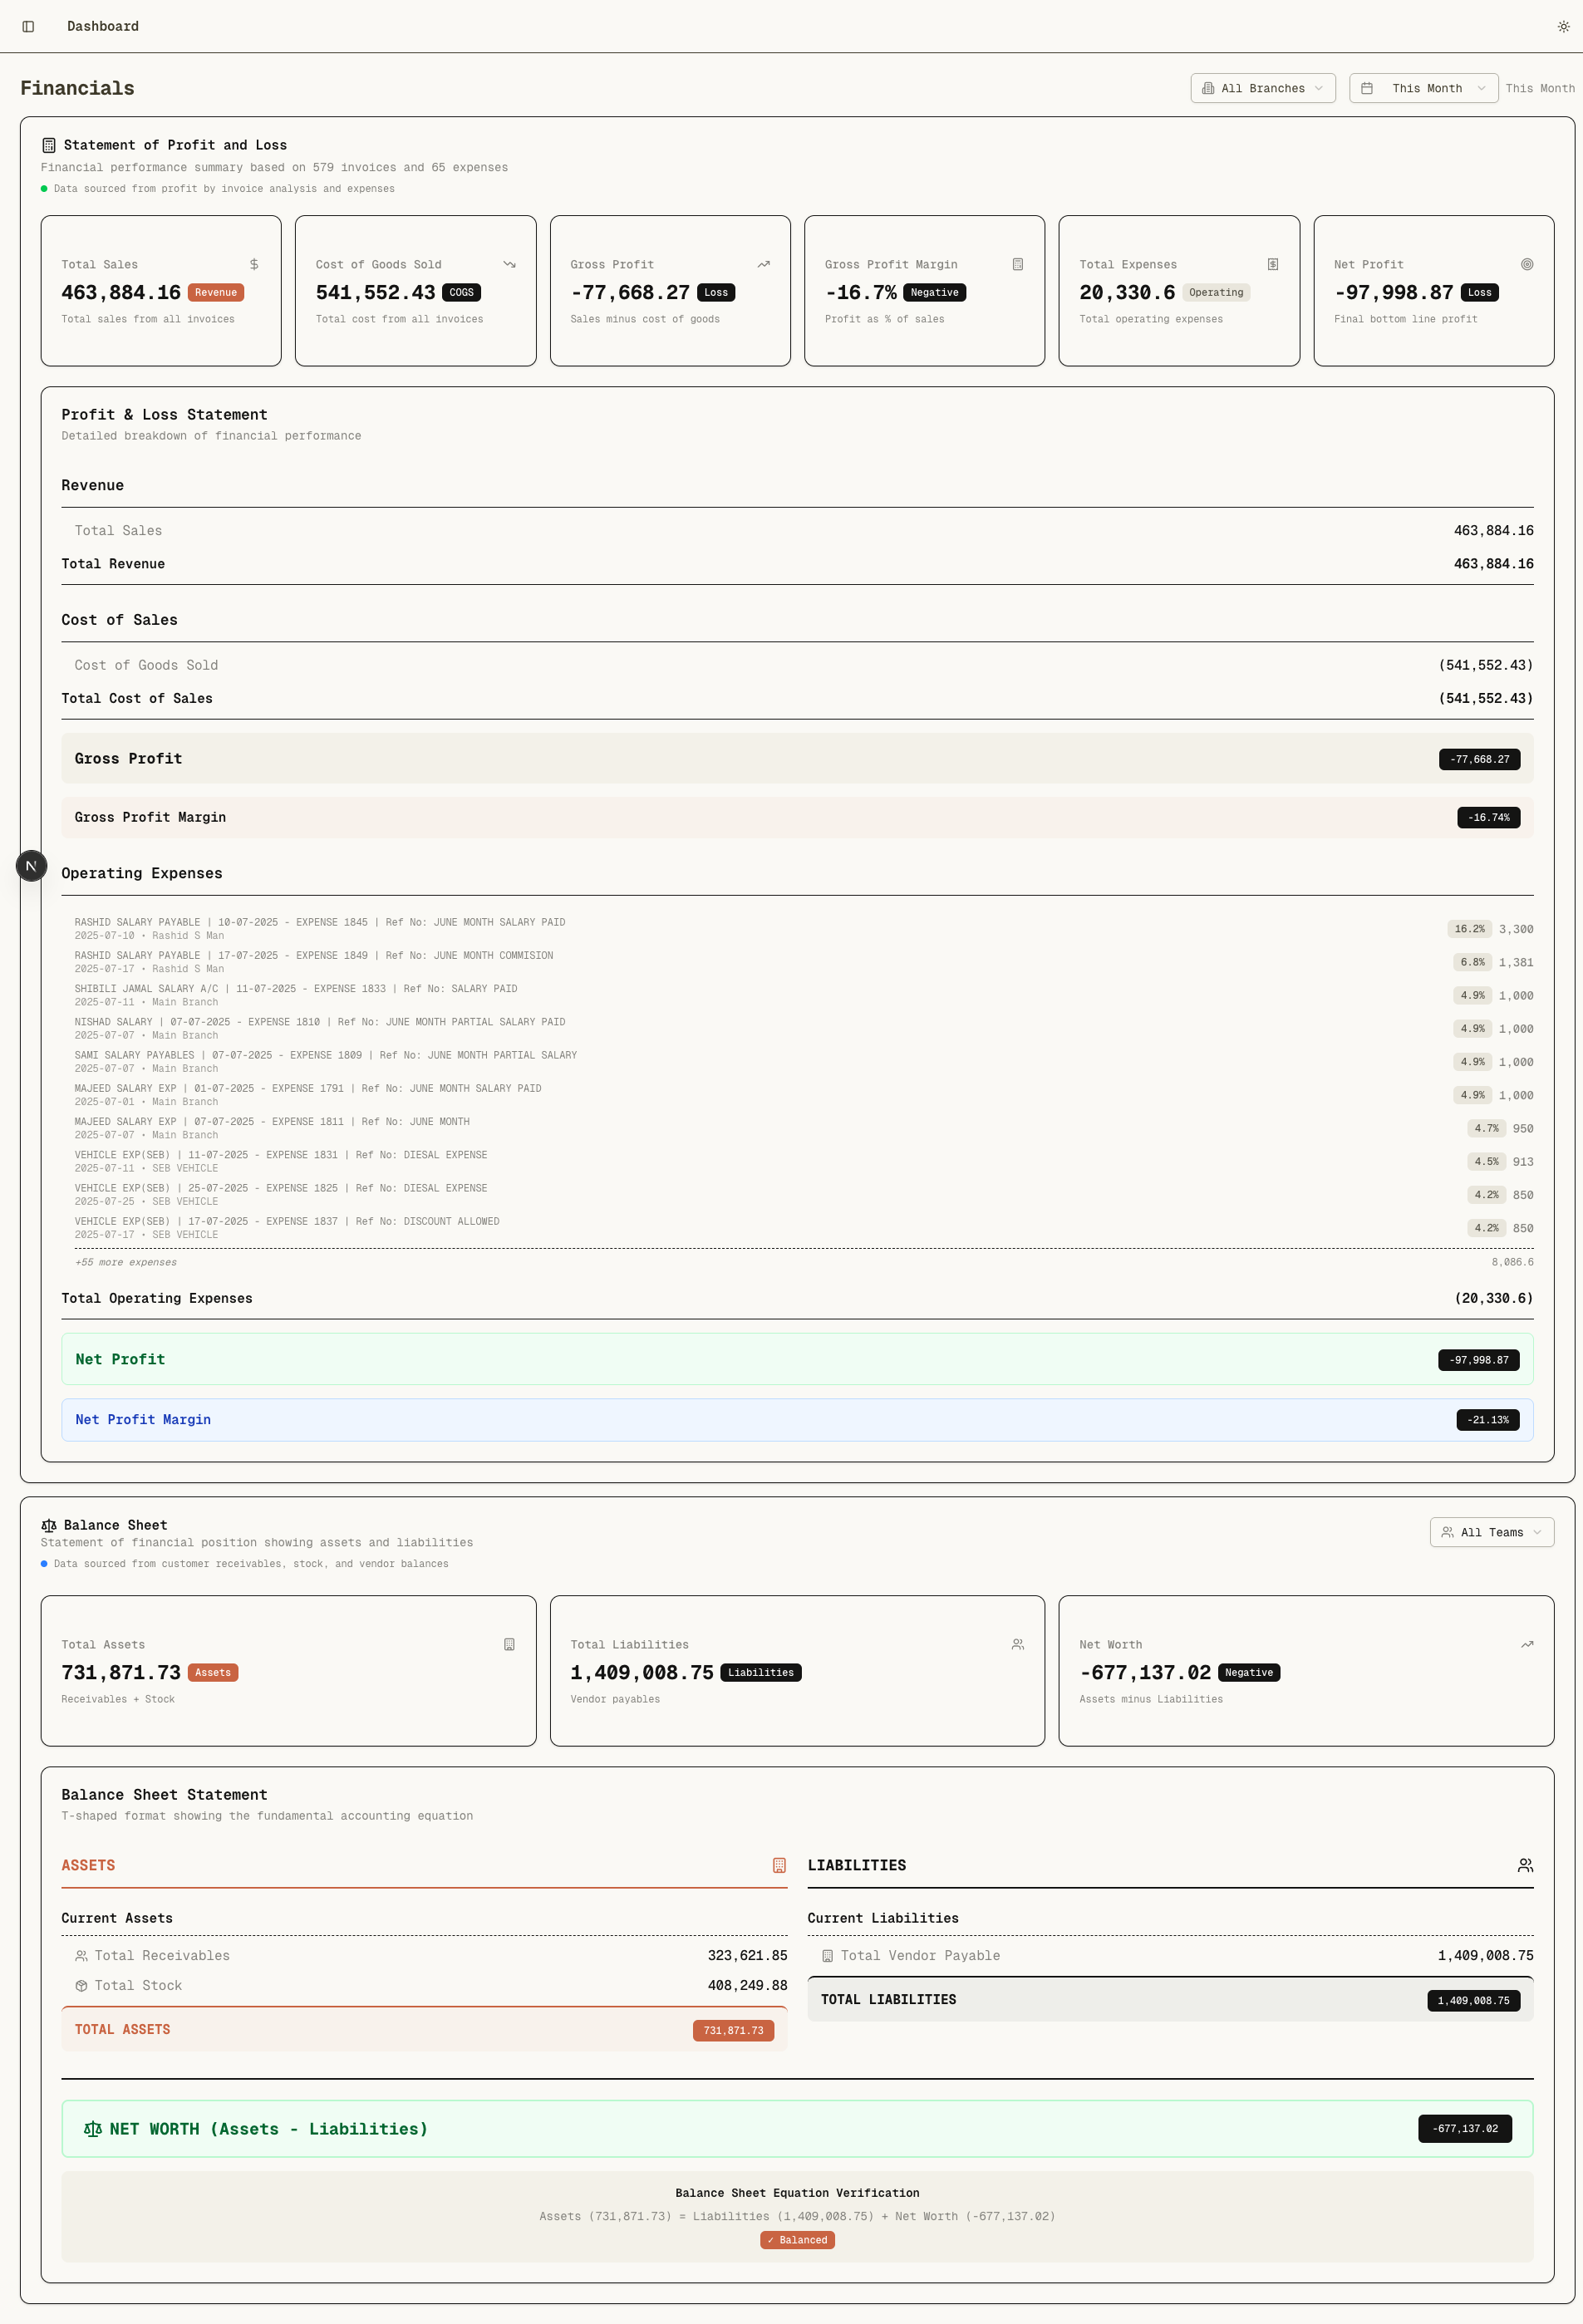 Dashboard
Financials
All Branches
This Month
This Month
Statement of Profit and Loss
Financial performance summary based on 579 invoices and 65 expenses
Data sourced from profit by invoice analysis and expenses
Total Sales
463,884.16 Revenue
Total sales from all invoices
Cost of Goods Sold
541,552.43 COGS
Total cost from all invoices
Gross Profit
-77,668.27 Loss
Sales minus cost of goods
Gross Profit Margin
-16.7% Negative
Profit as % of sales
Total Expenses
20,330.6 Operating
Total operating expenses
Net Profit
-97,998.87 Loss
Final bottom line profit
Profit & Loss Statement
Detailed breakdown of financial performance
Revenue
Total Sales 463,884.16
Total Revenue 463,884.16
Cost of Sales
Cost of Goods Sold (541,552.43)
Total Cost of Sales (541,552.43)
Gross Profit -77,668.27
Gross Profit Margin -16.74%
N
Operating Expenses
RASHID SALARY PAYABLE | 10-07-2025 - EXPENSE 1845 | Ref No: JUNE MONTH SALARY PAID
2025-07-10 • Rashid S Man
16.2% 3,300
RASHID SALARY PAYABLE | 17-07-2025 - EXPENSE 1849 | Ref No: JUNE MONTH COMMISION
2025-07-17 • Rashid S Man
6.8% 1,381
SHIBILI JAMAL SALARY A/C | 11-07-2025 - EXPENSE 1833 | Ref No: SALARY PAID
2025-07-11 • Main Branch
4.9% 1,000
NISHAD SALARY | 07-07-2025 - EXPENSE 1810 | Ref No: JUNE MONTH PARTIAL SALARY PAID
2025-07-07 • Main Branch
4.9% 1,000
SAMI SALARY PAYABLES | 07-07-2025 - EXPENSE 1809 | Ref No: JUNE MONTH PARTIAL SALARY
2025-07-07 • Main Branch
4.9% 1,000
MAJEED SALARY EXP | 01-07-2025 - EXPENSE 1791 | Ref No: JUNE MONTH SALARY PAID
2025-07-01 • Main Branch
4.9% 1,000
MAJEED SALARY EXP | 07-07-2025 - EXPENSE 1811 | Ref No: JUNE MONTH
2025-07-07 • Main Branch
4.7% 950
VEHICLE EXP(SEB) | 11-07-2025 - EXPENSE 1831 | Ref No: DIESAL EXPENSE
2025-07-11 • SEB VEHICLE
4.5% 913
VEHICLE EXP(SEB) | 25-07-2025 - EXPENSE 1825 | Ref No: DIESAL EXPENSE
2025-07-25 • SEB VEHICLE
4.2% 850
VEHICLE EXP(SEB) | 17-07-2025 - EXPENSE 1837 | Ref No: DISCOUNT ALLOWED
2025-07-17 • SEB VEHICLE
4.2% 850
+55 more expenses 8,086.6
Total Operating Expenses (20,330.6)
Net Profit -97,998.87
Net Profit Margin -21.13%
Balance Sheet
Statement of financial position showing assets and liabilities
Data sourced from customer receivables, stock, and vendor balances
All Teams
Total Assets
731,871.73 Assets
Receivables + Stock
Total Liabilities
1,409,008.75 Liabilities
Vendor payables
Net Worth
-677,137.02 Negative
Assets minus Liabilities
Balance Sheet Statement
T-shaped format showing the fundamental accounting equation
ASSETS
Current Assets
Total Receivables 323,621.85
Total Stock 408,249.88
TOTAL ASSETS 731,871.73
LIABILITIES
Current Liabilities
Total Vendor Payable 1,409,008.75
TOTAL LIABILITIES 1,409,008.75
NET WORTH (Assets - Liabilities) -677,137.02
Balance Sheet Equation Verification
Assets (731,871.73) = Liabilities (1,409,008.75) + Net Worth (-677,137.02)
✓ Balanced